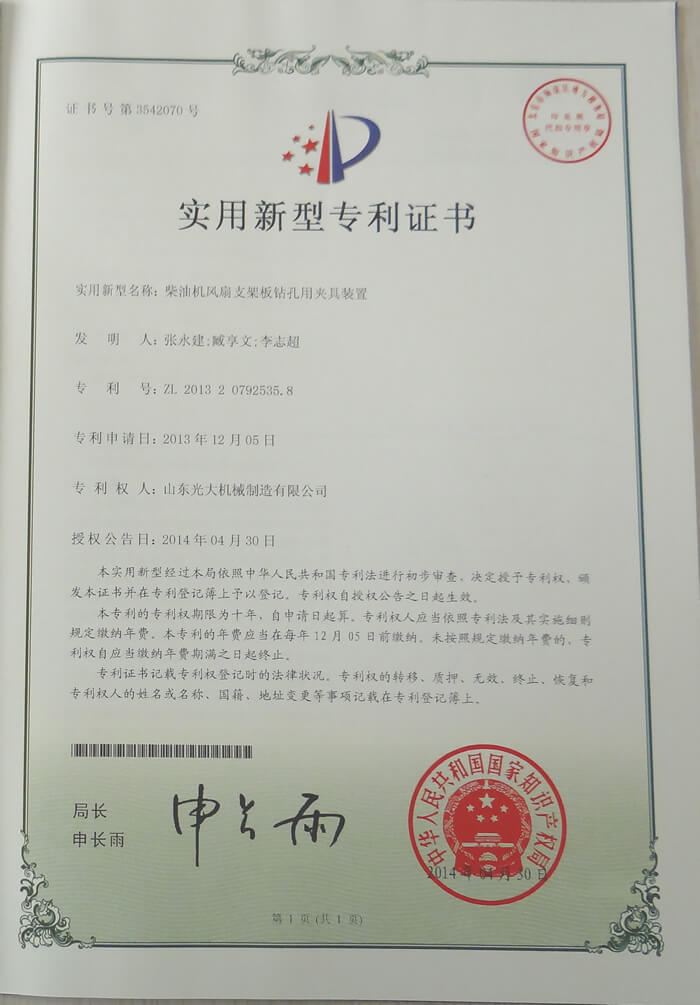 证书号第3542070号
实用新型专利证书
实用新型名称：柴油机风扇支架板钻孔用夹具装置
发明人：张永建;臧享文;李志超
专利号：ZL 2013 2 0792535.8
专利申请日：2013年12月05日
专利权人：山东光大机械制造有限公司
授权公告日：2014年04月30日
本实用新型经过本局依照中华人民共和国专利法进行初步审查，决定授予专利权，颁
发本证书并在专利登记簿上予以登记。专利权自授权公告之日起生效。
本专利的专利权期限为十年，自申请日起算。专利权人应当依照专利法及其实施细则
规定缴纳年费。本专利的年费应当在每年12月05日前缴纳。未按照规定缴纳年费的，专
利权自应当缴纳年费期满之日起终止。
专利证书记载专利权登记时的法律状况。专利权的转移、质押、无效、终止、恢复和
专利权人的姓名或名称、国籍、地址变更等事项记载在专利登记簿上。
局长
申长雨
申长雨
中华人民共和国国家知识产权局
2014年04月30日
第1页(共1页)